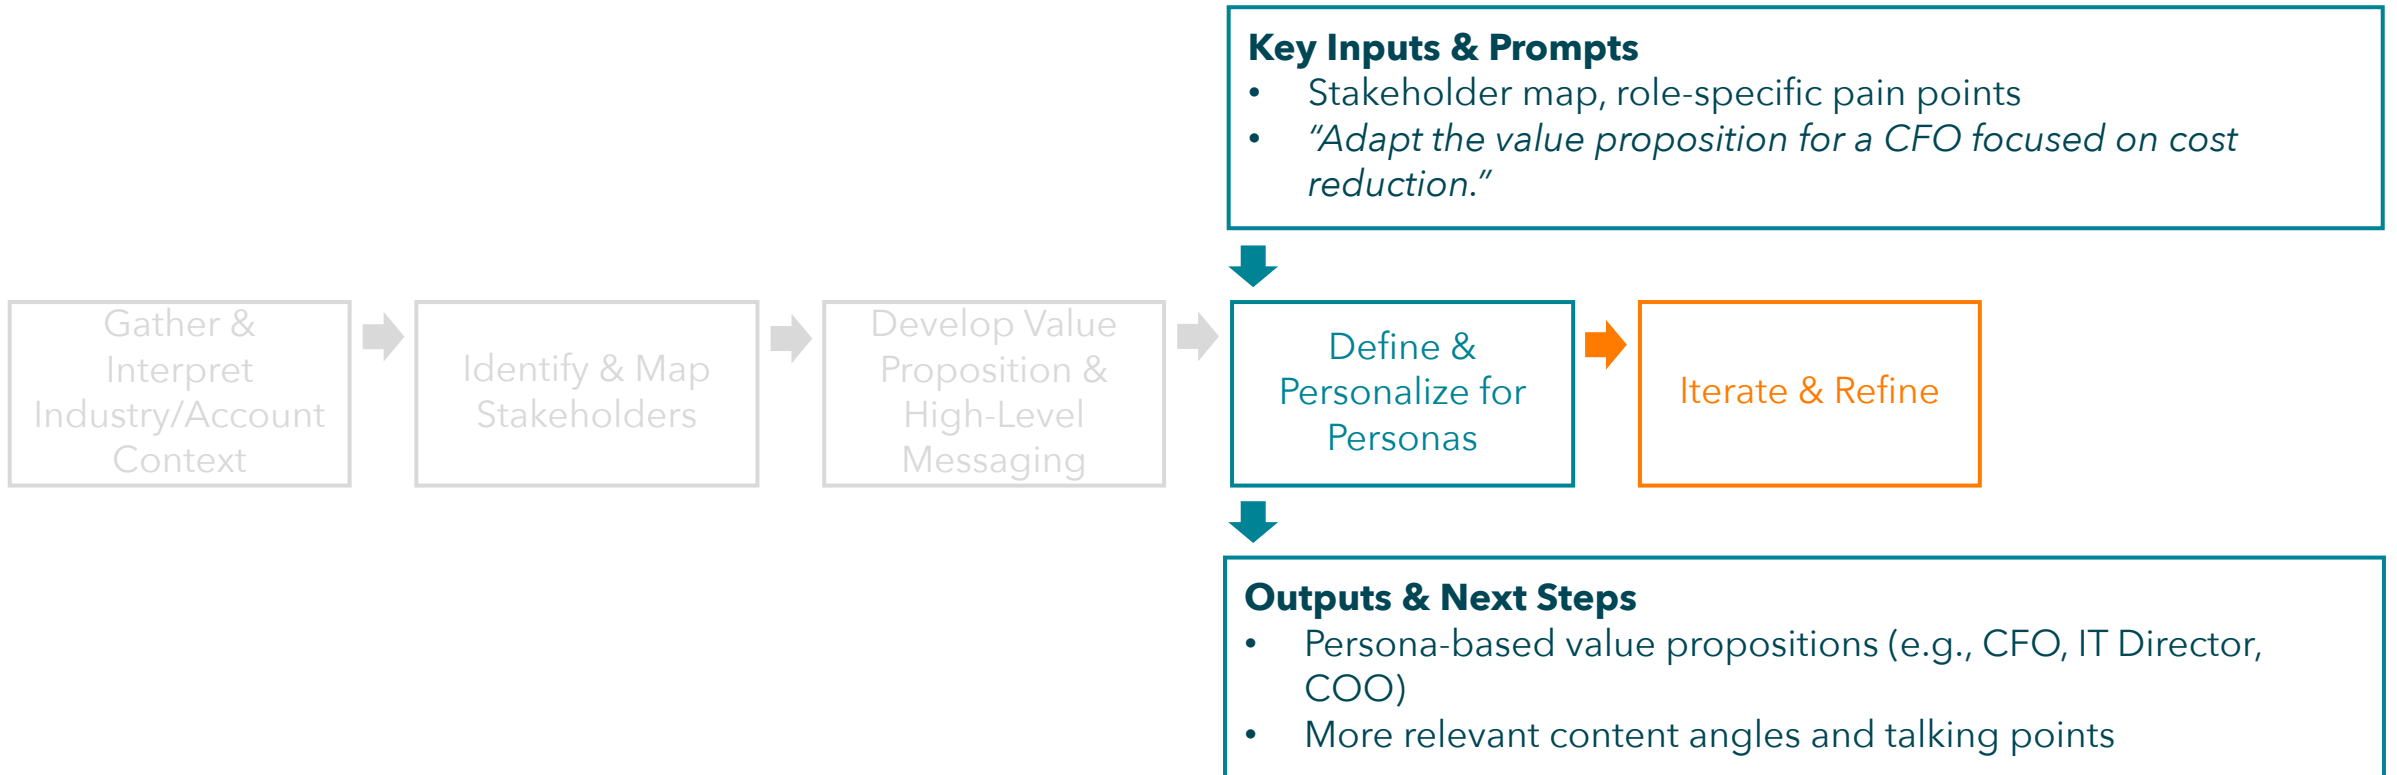 Key Inputs & Prompts
• Stakeholder map, role-specific pain points
• “Adapt the value proposition for a CFO focused on cost
reduction.”
Gather &
Interpret
Industry/Account
Context
Identify & Map
Stakeholders
Develop Value
Proposition &
High-Level
Messaging
Define &
Personalize for
Personas
Iterate & Refine
Outputs & Next Steps
• Persona-based value propositions (e.g., CFO, IT Director,
COO)
• More relevant content angles and talking points